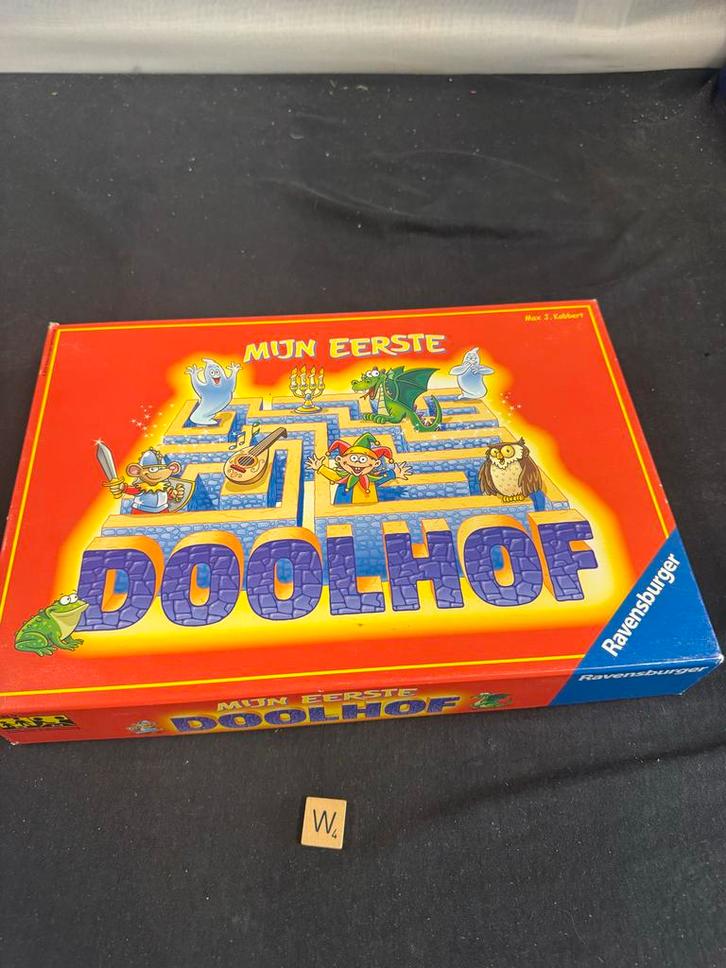 Max J. Kobbert
MIJN EERSTE
DOOLHOF
Ravensburger
Ravensburger
MIJN EERSTE
DOOLHOF
W4